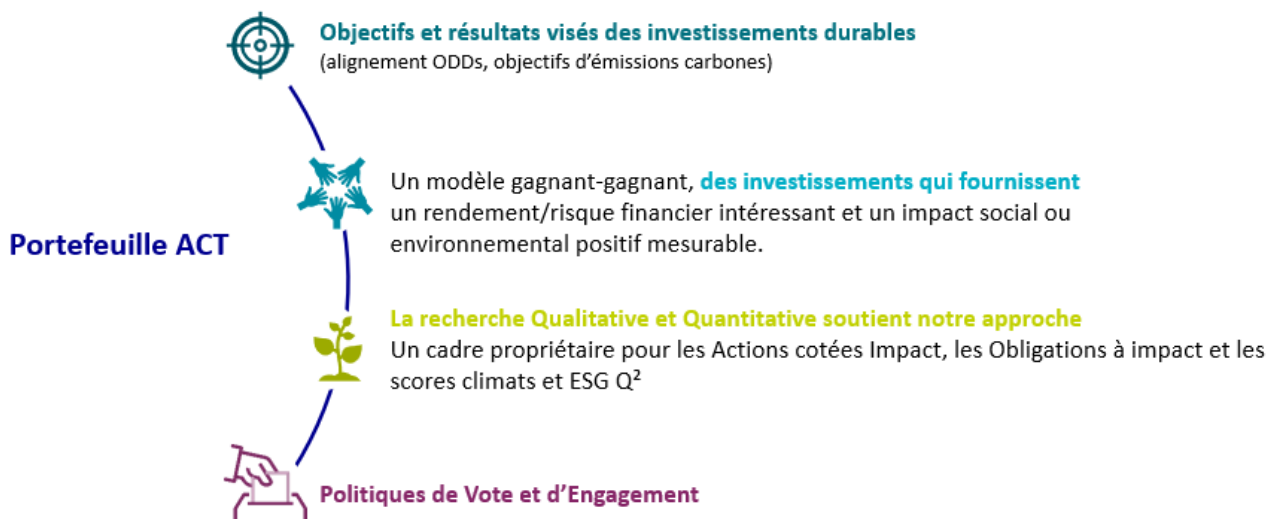 Objectifs et résultats visés des investissements durables
(alignement ODDs, objectifs d'émissions carbones)
Un modèle gagnant-gagnant, des investissements qui fournissent
un rendement/risque financier intéressant et un impact social ou
environnemental positif mesurable.
Portefeuille ACT
La recherche Qualitative et Quantitative soutient notre approche
Un cadre propriétaire pour les Actions cotées Impact, les Obligations à impact et les
scores climats et ESG Q²
Politiques de Vote et d'Engagement